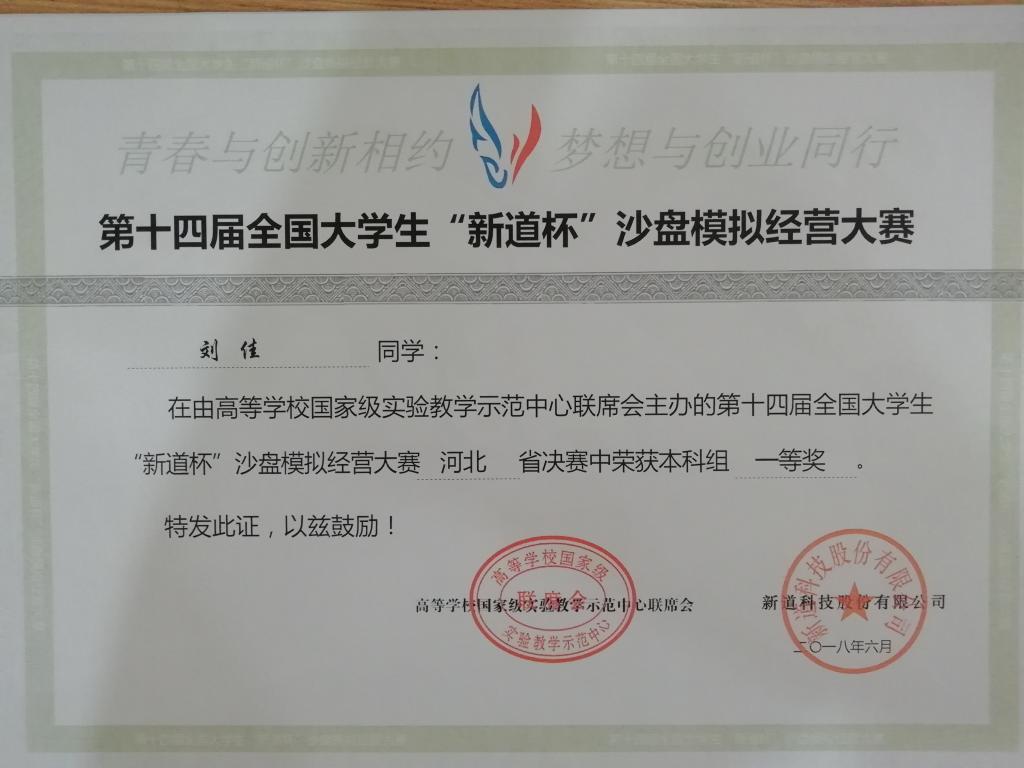 青春与创新相约 梦想与创业同行
第十四届全国大学生“新道杯”沙盘模拟经营大赛
刘佳 同学：
在由高等学校国家级实验教学示范中心联席会主办的第十四届全国大学生
“新道杯”沙盘模拟经营大赛 河北 省决赛中荣获本科组 一等奖 。
特发此证，以兹鼓励！
高等学校国家级
联席会
实验教学示范中心
高等学校国家级实验教学示范中心联席会
新道科技股份有限公司
新道科技股份有限公司
二〇一八年六月